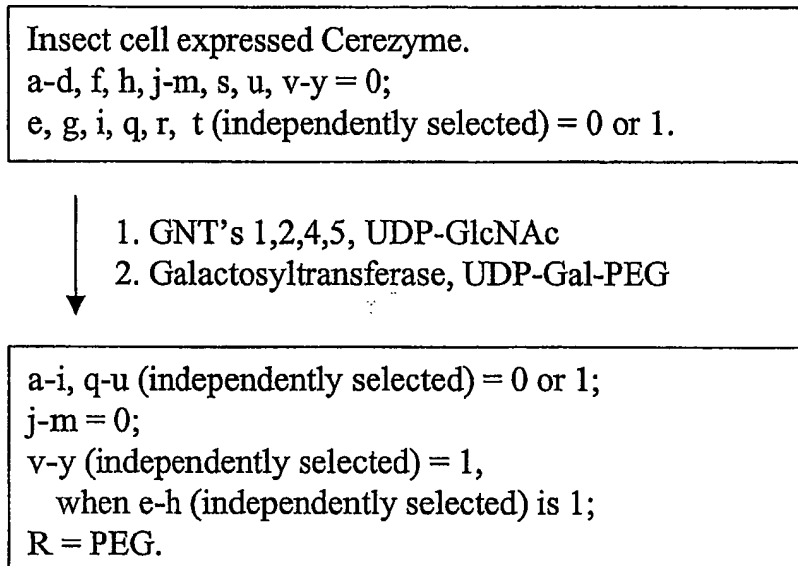 Insect cell expressed Cerezyme.
a-d, f, h, j-m, s, u, v-y = 0;
e, g, i, q, r, t (independently selected) = 0 or 1.
1. GNT's 1,2,4,5, UDP-GlcNAc
2. Galactosyltransferase, UDP-Gal-PEG
a-i, q-u (independently selected) = 0 or 1;
j-m = 0;
v-y (independently selected) = 1,
when e-h (independently selected) is 1;
R = PEG.